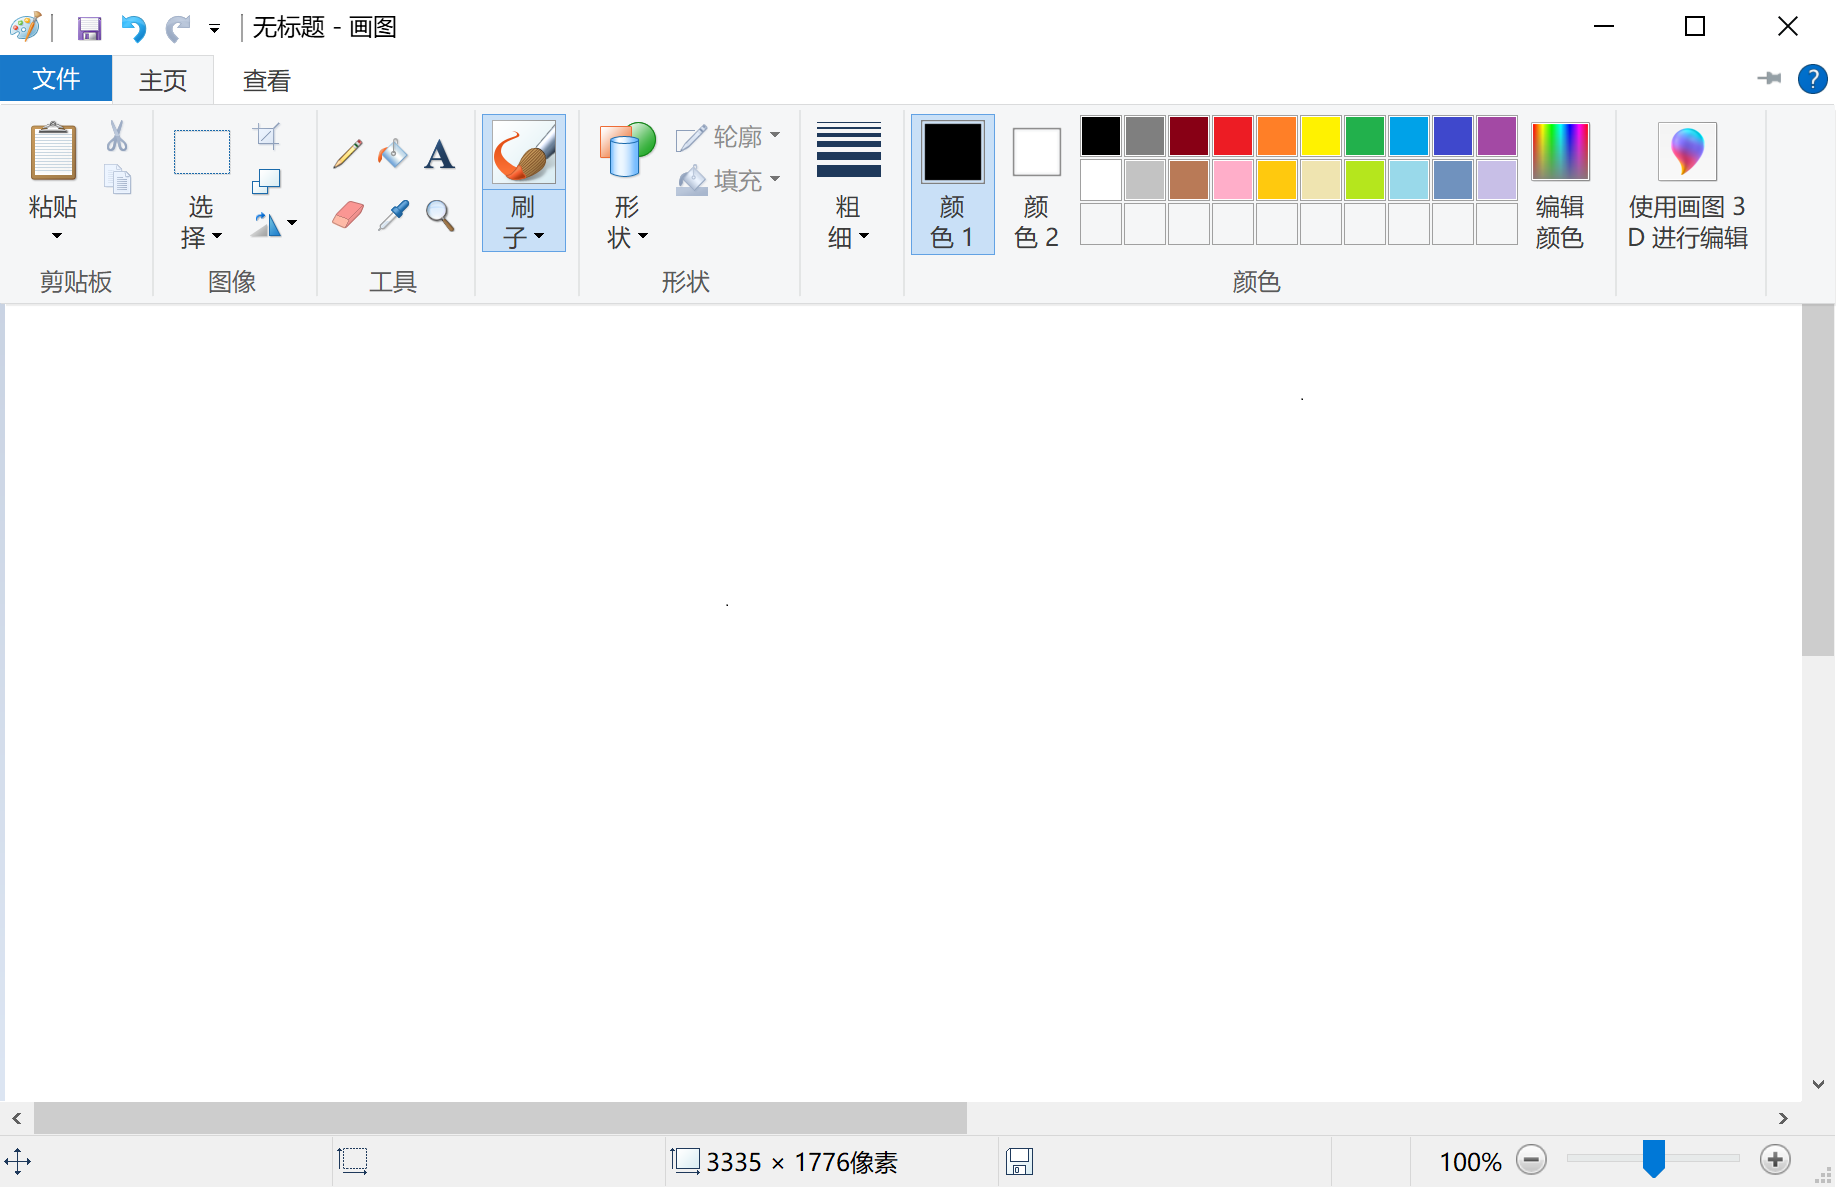 无标题 - 画图
文件 主页 查看
粘贴
剪贴板
选
择
图像
A
工具
刷
子
形
状
轮廓
填充
形状
粗
细
颜
色 1
颜
色 2
颜色
编辑
颜色
使用画图 3
D 进行编辑
?
3335 × 1776像素
100%